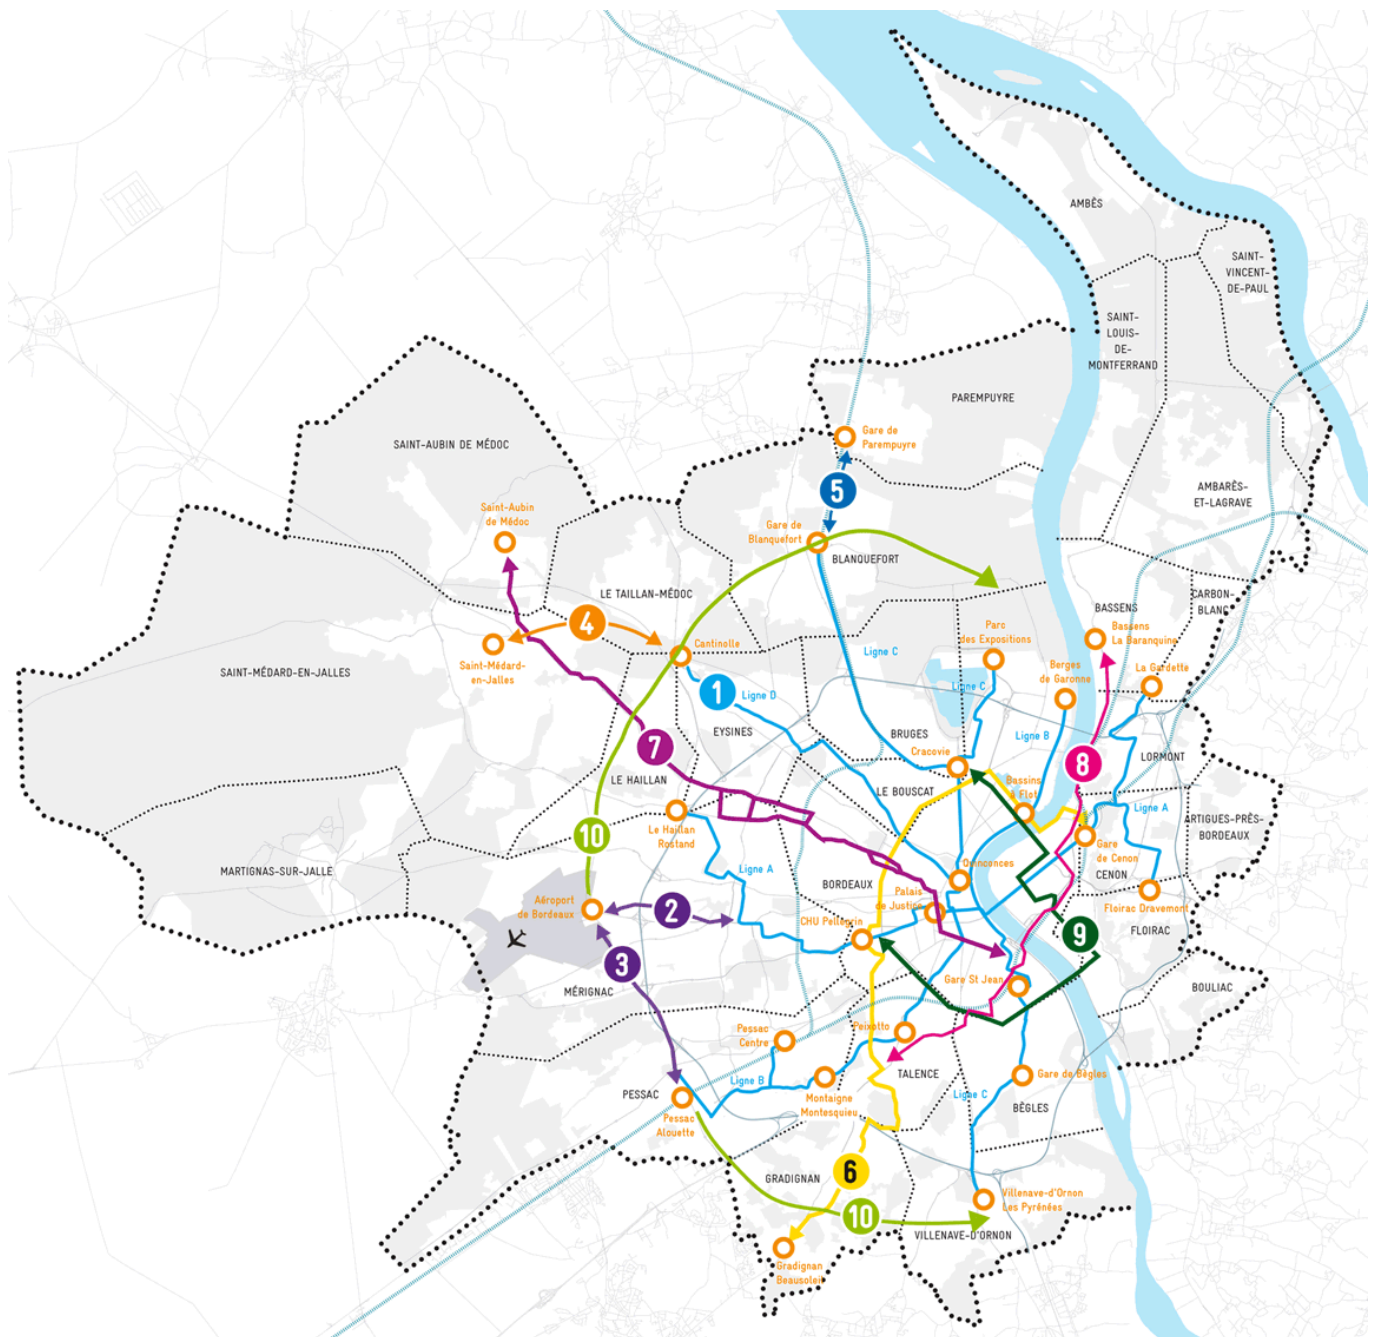 AMBÈS
SAINT-
VINCENT-
DE-PAUL
SAINT-
LOUIS-
DE-
MONTFERRAND
PAREMPUYRE
Gare de
Parempuyre
SAINT-AUBIN DE MÉDOC
5
AMBARÈS-
ET-LAGRAVE
Saint-Aubin
de Médoc
Gare de
Blanquefort
BLANQUEFORT
LE TAILLAN-MÉDOC
CARBON-
BLANC
BASSENS
4
Parc
des Expositions
Bassens
La Baranquine
Cantinolle
Ligne C
SAINT-MÉDARD-EN-JALLES
Saint-Médard-
en-Jalles
Berges
de Garonne
La Gardette
1
Ligne D
Ligne C
EYSINES
BRUGES
Ligne B
7
Cracovie
8
LORMONT
LE HAILLAN
LE BOUSCAT
Bassins
à Flot
Ligne A
ARTIGUES-PRÈS-
BORDEAUX
Le Haillan
Rostand
10
Gare
de Cenon
CENON
MARTIGNAS-SUR-JALLE
Ligne A
Quinconces
BORDEAUX
Palais
de Justice
Aéroport
de Bordeaux
2
CHU Pellegrin
Floirac Dravemont
FLOIRAC
9
3
MÉRIGNAC
Gare St Jean
BOULIAC
Pessac
Centre
Peixotto
TALENCE
Gare de Bègles
PESSAC
Ligne B
Montaigne
Montesquieu
Ligne C
BÈGLES
Pessac
Alouette
GRADIGNAN
6
Villenave-d'Ornon
Les Pyrénées
10
VILLENAVE-D'ORNON
Gradignan
Beausoleil